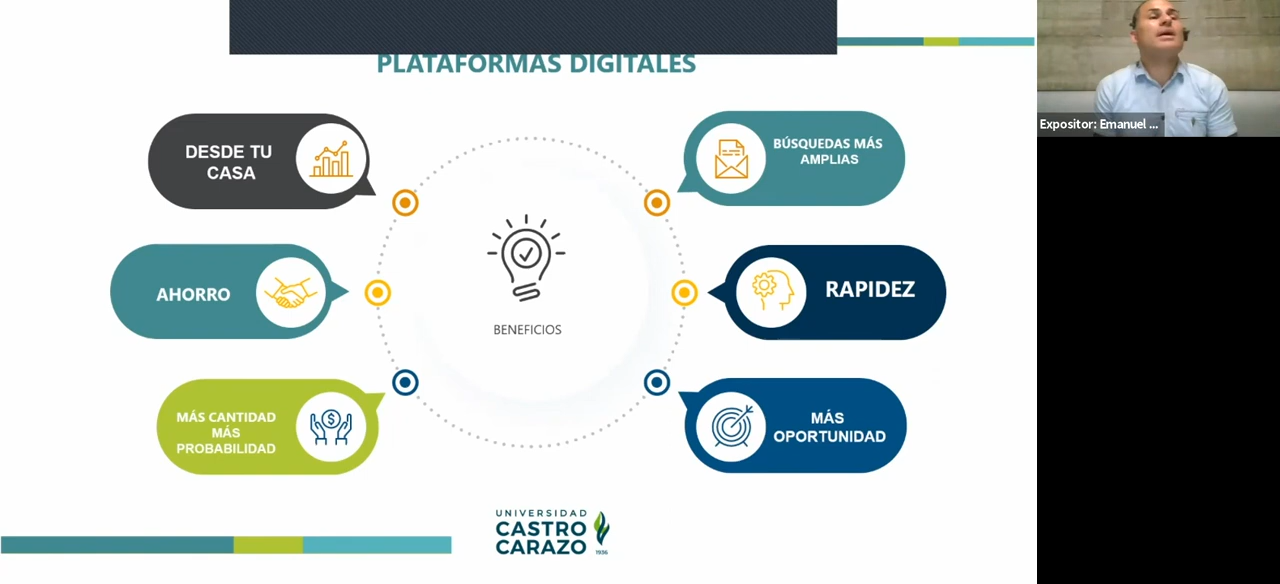 PLATAFORMAS DIGITALES
Expositor: Emanuel ...
DESDE TU
CASA
AHORRO
MÁS CANTIDAD
MÁS
PROBABILIDAD
BENEFICIOS
BÚSQUEDAS MÁS
AMPLIAS
RAPIDEZ
MÁS
OPORTUNIDAD
UNIVERSIDAD
CASTRO
CARAZO
1936